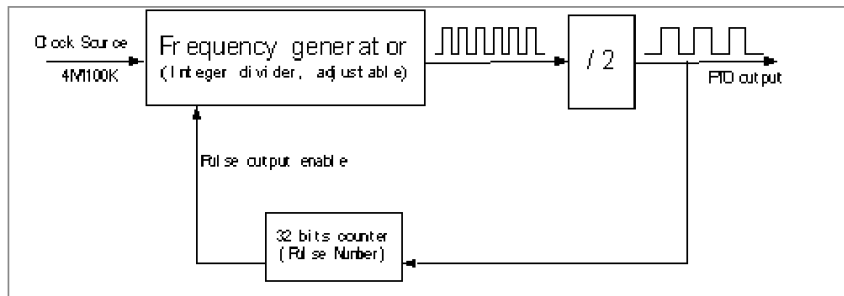 Clock Source
4M/100K
Frequency generator
(Integer divider, adjustable)
/ 2
PTO output
Pulse output enable
32 bits counter
(Pulse Number)